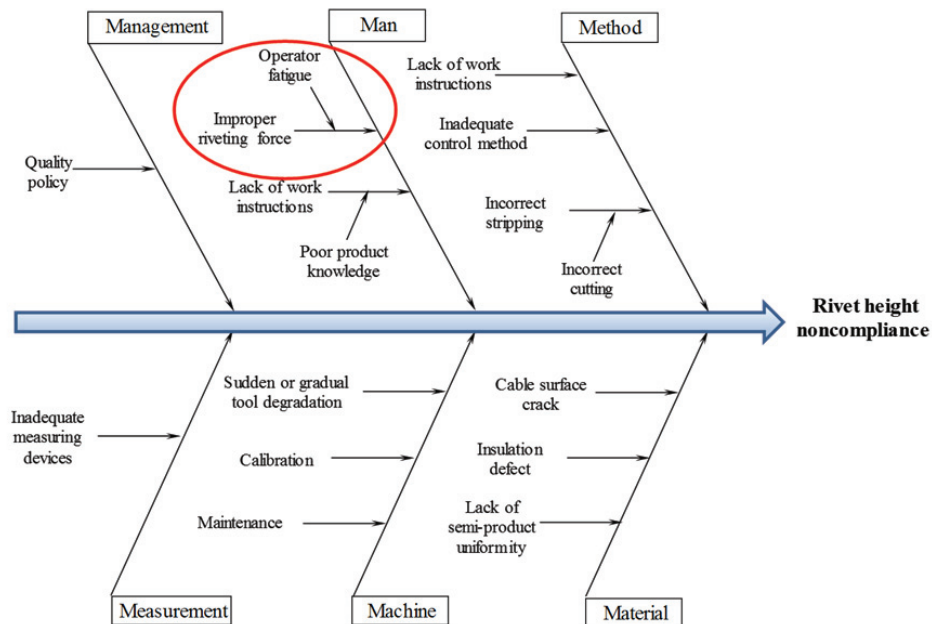 Management
Man
Method
Operator
fatigue
Improper
riveting force
Lack of work
instructions
Poor product
knowledge
Quality
policy
Lack of work
instructions
Inadequate
control method
Incorrect
stripping
Incorrect
cutting
Rivet height
noncompliance
Inadequate
measuring
devices
Sudden or gradual
tool degradation
Calibration
Maintenance
Cable surface
crack
Insulation
defect
Lack of
semi-product
uniformity
Measurement
Machine
Material